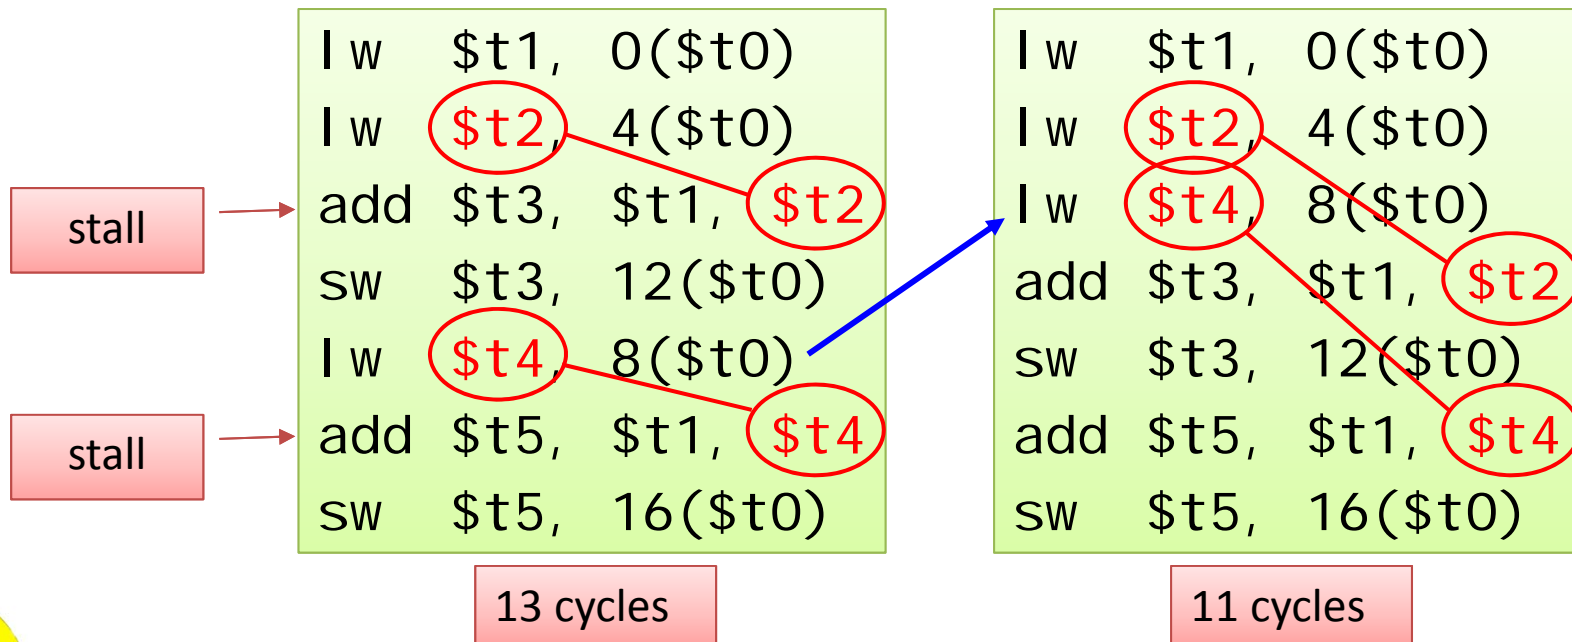 lw $t1, 0($t0)
lw $t2, 4($t0)
stall
add $t3, $t1, $t2
sw $t3, 12($t0)
lw $t4, 8($t0)
stall
add $t5, $t1, $t4
sw $t5, 16($t0)
13 cycles
lw $t1, 0($t0)
lw $t2, 4($t0)
lw $t4, 8($t0)
add $t3, $t1, $t2
sw $t3, 12($t0)
add $t5, $t1, $t4
sw $t5, 16($t0)
11 cycles